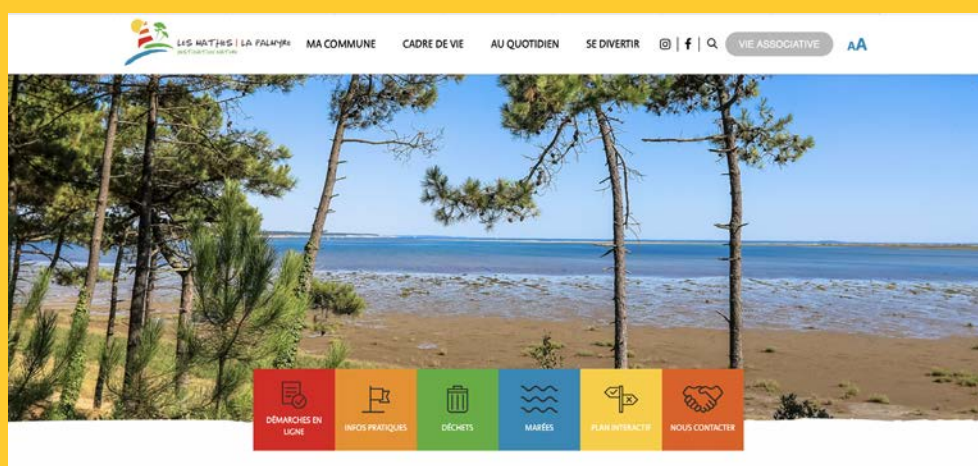 LES MATHES | LA PALMYRE
MA COMMUNE
CADRE DE VIE
AU QUOTIDIEN
SE DIVERTIR
VIE ASSOCIATIVE
AA
DÉMARCHES EN
LIGNE
INFOS PRATIQUES
DÉCHETS
MARÉES
PLAN INTERACTIF
NOUS CONTACTER